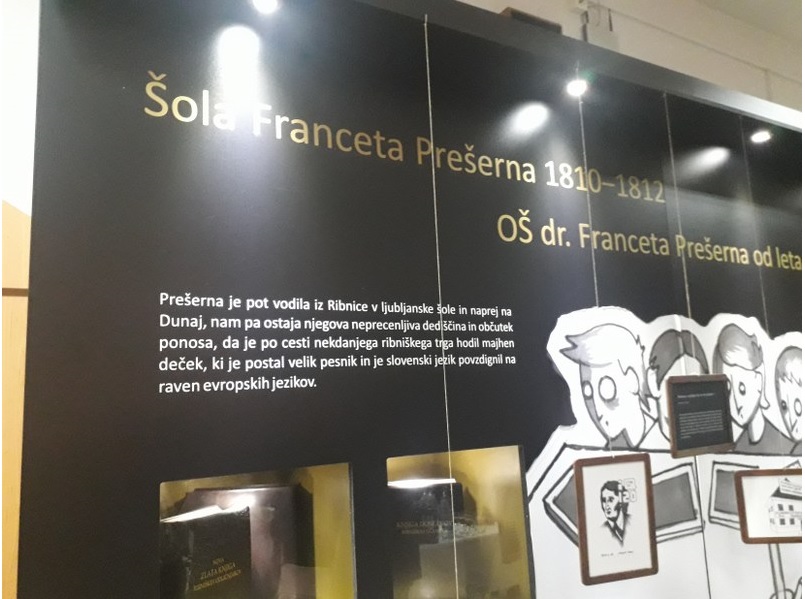 Šola Franceta Prešerna 1810–1812
OŠ dr. Franceta Prešerna od leta
Prešerna je pot vodila iz Ribnice v ljubljanske šole in naprej na
Dunaj, nam pa ostaja njegova neprecenljiva dediščina in občutek
ponosa, da je po cesti nekdanjega ribniškega trga hodil majhen
deček, ki je postal velik pesnik in je slovenski jezik povzdignil na
raven evropskih jezikov.
ZLATA KNJIGA